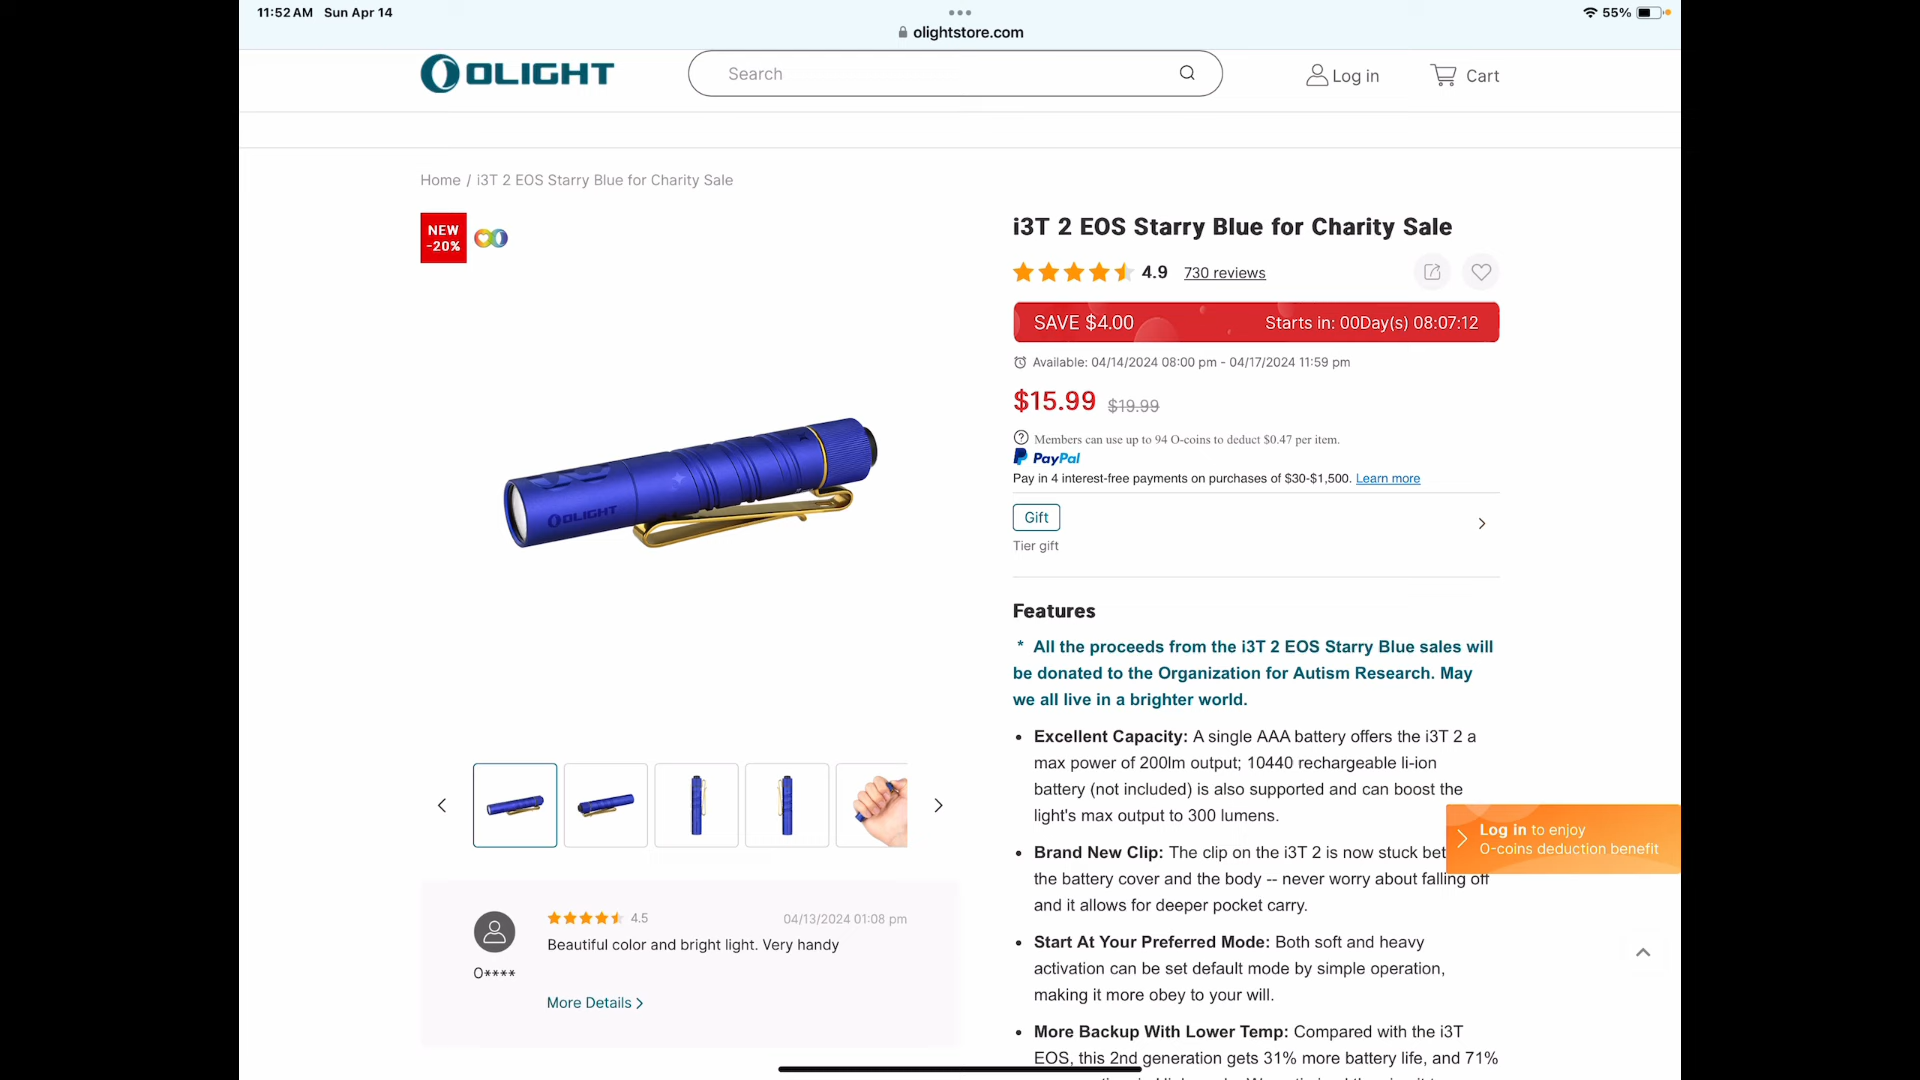 11:52 AM Sun Apr 14
55%
olightstore.com
OLIGHT
Search
Log in
Cart
Home / i3T 2 EOS Starry Blue for Charity Sale
NEW
-20%
i3T 2 EOS Starry Blue for Charity Sale
4.9 730 reviews
SAVE $4.00 Starts in: 00Day(s) 08:07:12
Available: 04/14/2024 08:00 pm - 04/17/2024 11:59 pm
$15.99 $19.99
Members can use up to 94 O-coins to deduct $0.47 per item.
PayPal
Pay in 4 interest-free payments on purchases of $30-$1,500. Learn more
Gift
Tier gift
OLIGHT
Features
* All the proceeds from the i3T 2 EOS Starry Blue sales will
be donated to the Organization for Autism Research. May
we all live in a brighter world.
• Excellent Capacity: A single AAA battery offers the i3T 2 a
max power of 200lm output; 10440 rechargeable li-ion
battery (not included) is also supported and can boost the
light's max output to 300 lumens.
• Brand New Clip: The clip on the i3T 2 is now stuck bet
the battery cover and the body -- never worry about falling off
and it allows for deeper pocket carry.
• Start At Your Preferred Mode: Both soft and heavy
activation can be set default mode by simple operation,
making it more obey to your will.
• More Backup With Lower Temp: Compared with the i3T
EOS, this 2nd generation gets 31% more battery life, and 71%
Log in to enjoy
O-coins deduction benefit
4.5 04/13/2024 01:08 pm
Beautiful color and bright light. Very handy
O****
More Details >